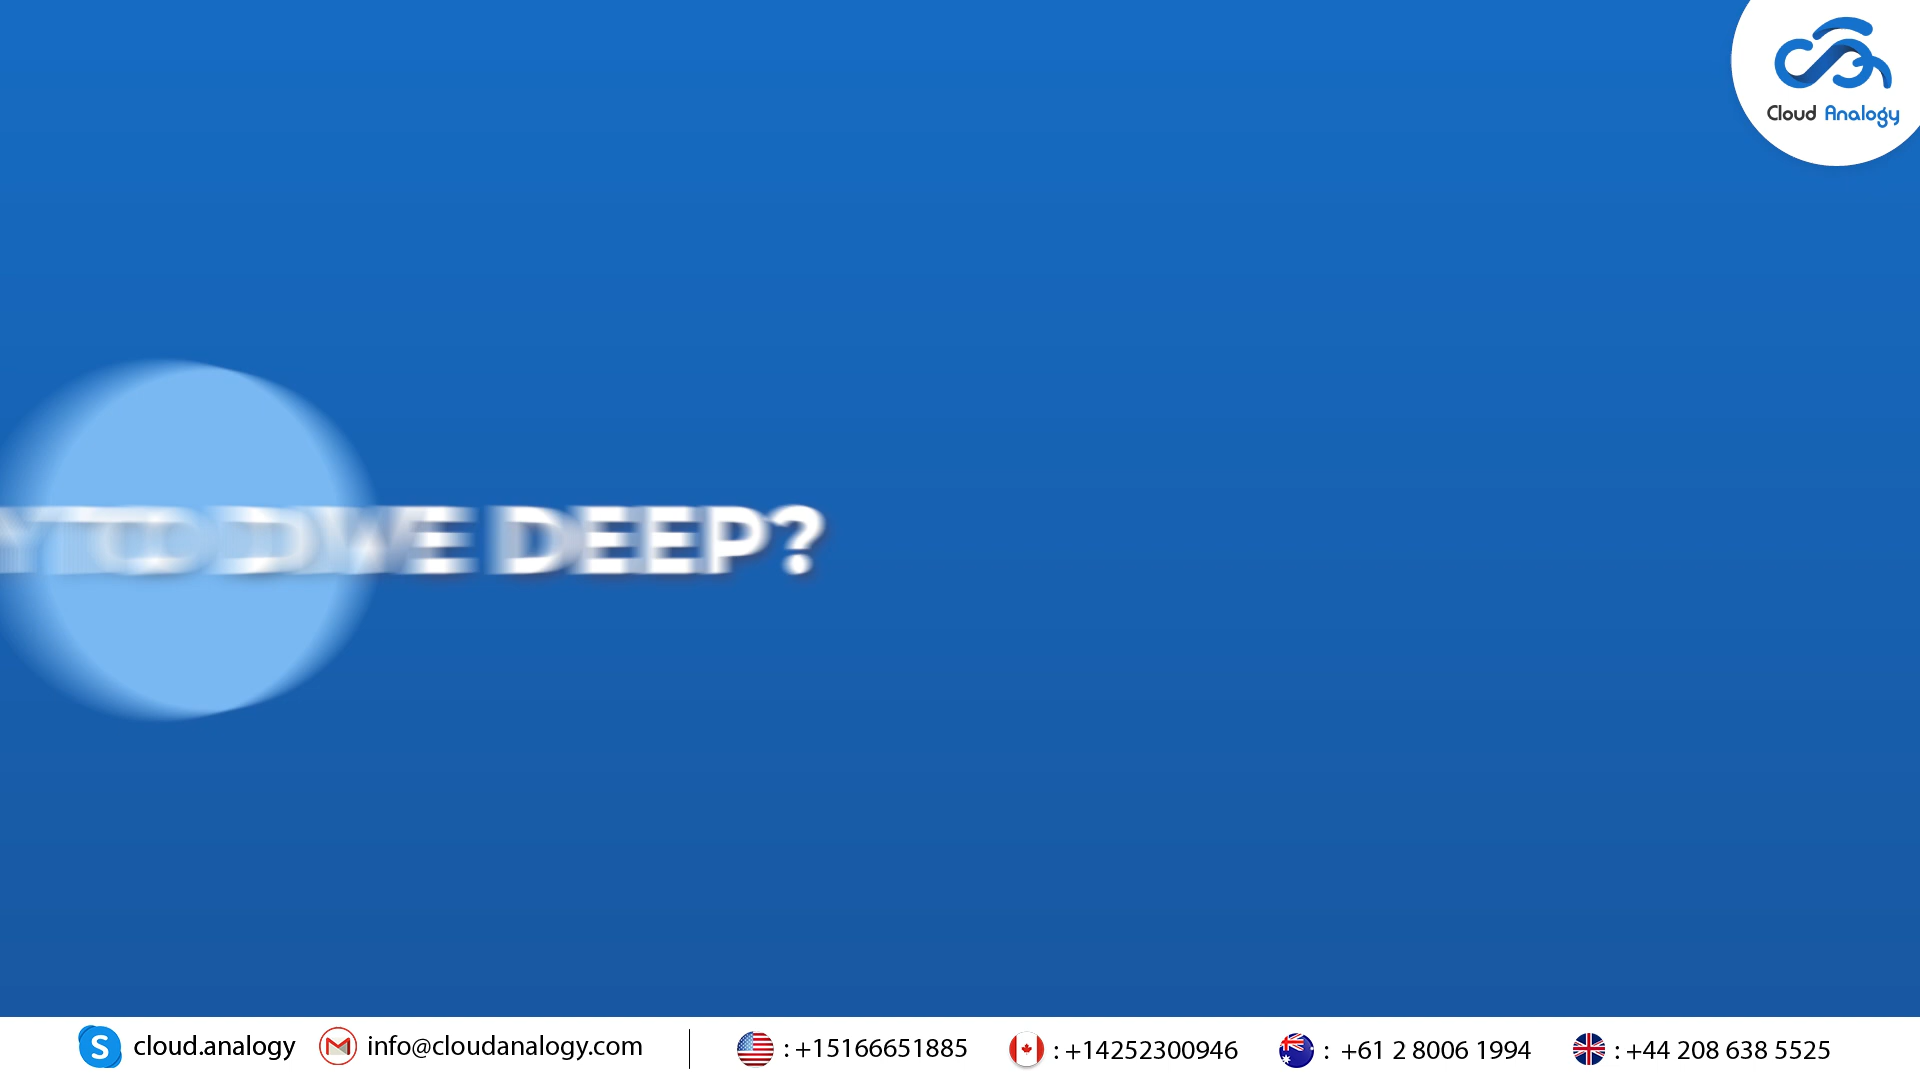 Cloud Analogy
DEEP?
cloud.analogy info@cloudanalogy.com : +15166651885 : +14252300946 : +61 2 8006 1994 : +44 208 638 5525